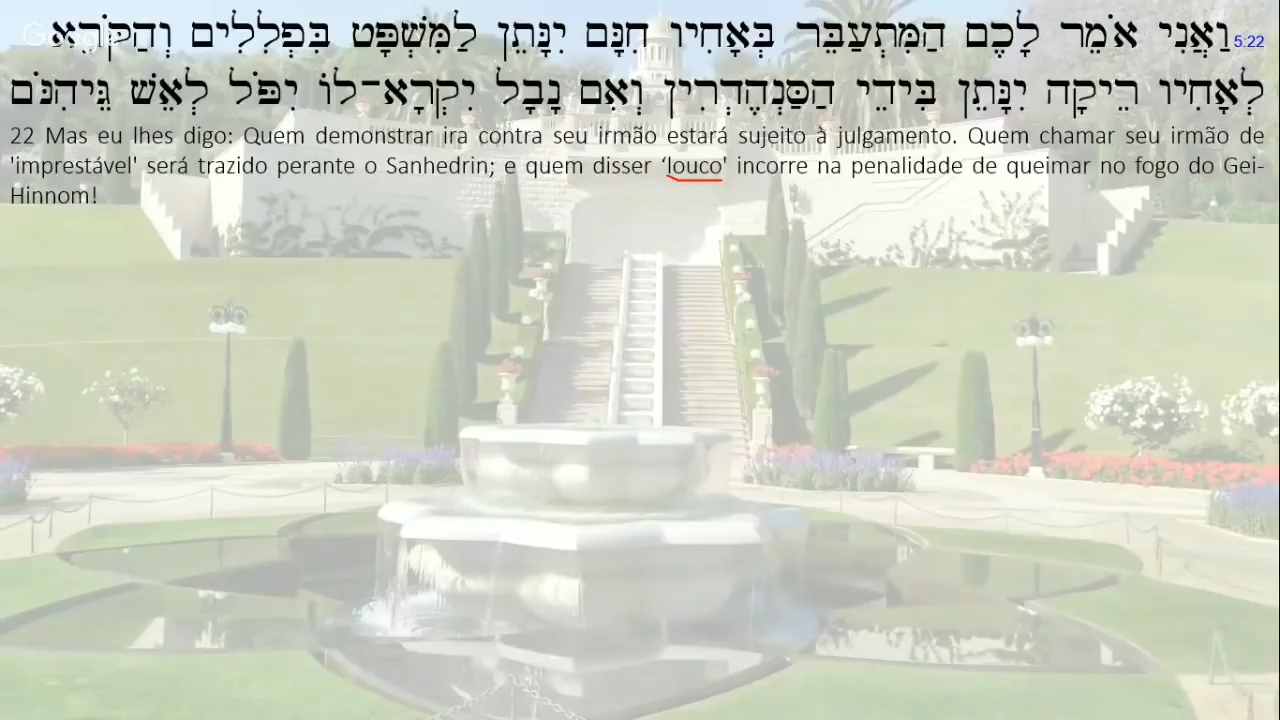 5:22 וַאֲנִי אֹמֵר לָכֶם הַמִּתְעַבֵּר בְּאָחִיו חִנָּם יִנָּתֵן לַמִּשְׁפָּט בִּפְלִלִים וְהַקֹּרֵא
לְאָחִיו רֵיקָה יִנָּתֵן בִּידֵי הַסַּנְהֶדְרִין וְאִם נָבָל יִקְרָא־לוֹ יִפֹּל לְאֵשׁ גֵּיהִנֹּם
22 Mas eu lhes digo: Quem demonstrar ira contra seu irmão estará sujeito à julgamento. Quem chamar seu irmão de
'imprestável' será trazido perante o Sanhedrin; e quem disser ‘louco' incorre na penalidade de queimar no fogo do Gei-
Hinnom!
Google